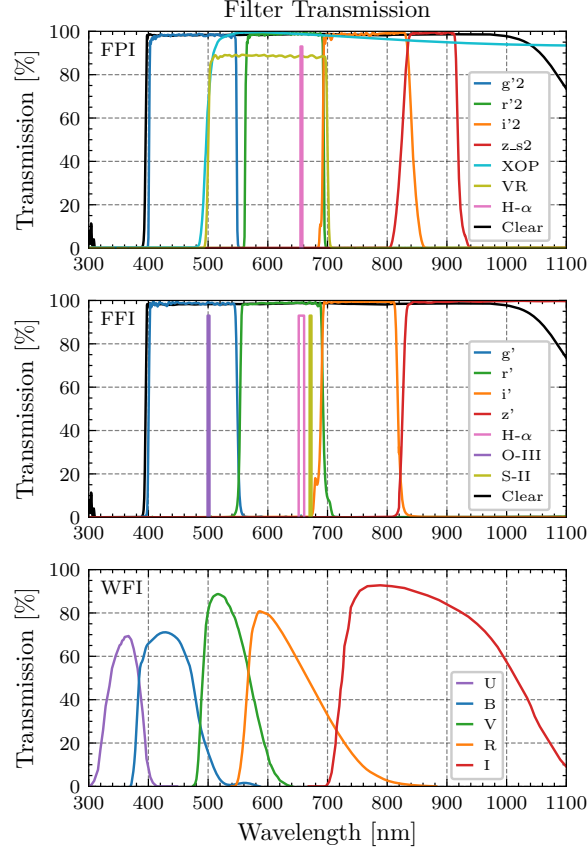 Filter Transmission
Transmission [%]
100
80
60
40
20
0
FPI
g'2
r'2
i'2
z_s2
XOP
VR
H-α
Clear
300 400 500 600 700 800 900 1000 1100
Transmission [%]
100
80
60
40
20
0
FFI
g'
r'
i'
z'
H-α
O-III
S-II
Clear
300 400 500 600 700 800 900 1000 1100
Transmission [%]
100
80
60
40
20
0
WFI
U
B
V
R
I
300 400 500 600 700 800 900 1000 1100
Wavelength [nm]